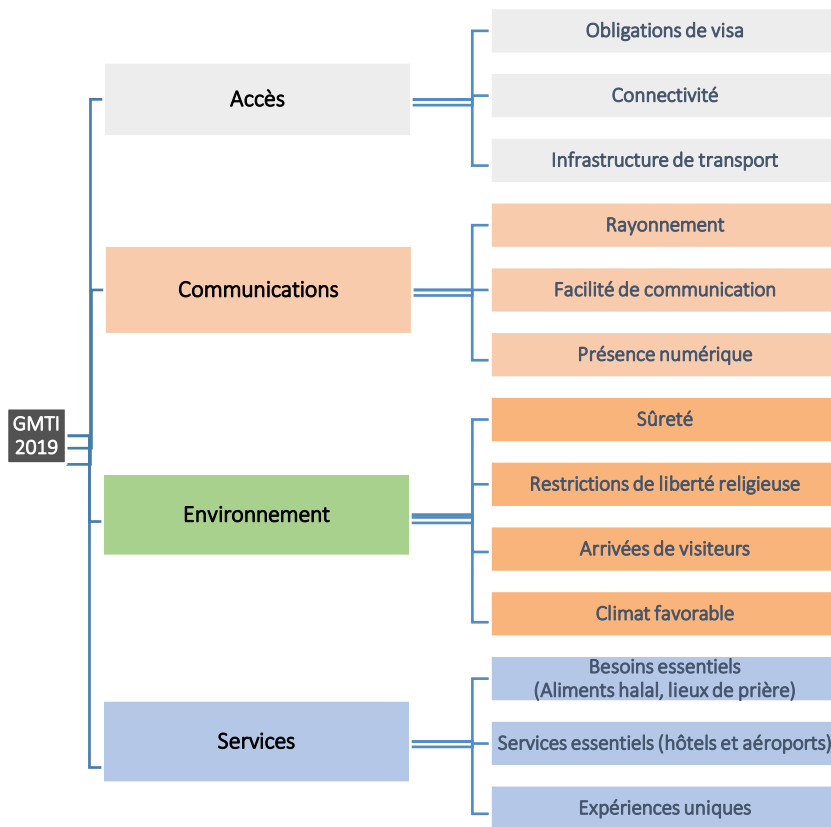 GMTI
2019
Accès
Obligations de visa
Connectivité
Infrastructure de transport
Communications
Rayonnement
Facilité de communication
Présence numérique
Environnement
Sûreté
Restrictions de liberté religieuse
Arrivées de visiteurs
Climat favorable
Services
Besoins essentiels
(Aliments halal, lieux de prière)
Services essentiels (hôtels et aéroports)
Expériences uniques